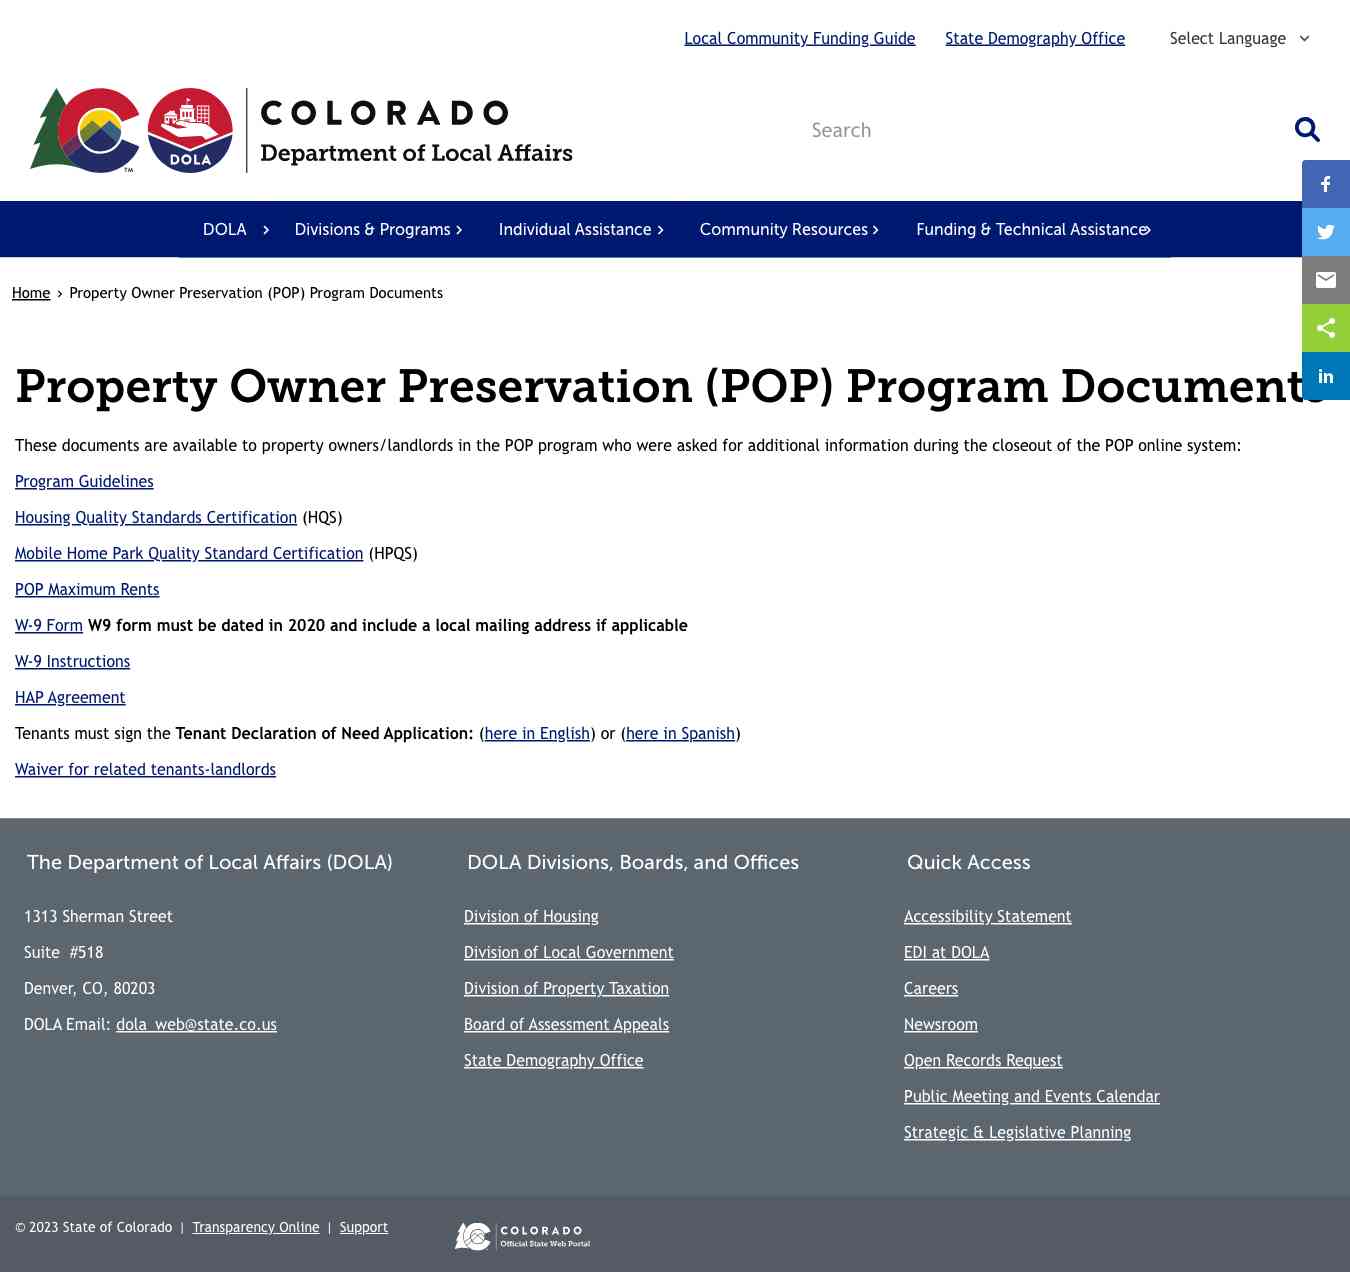 Local Community Funding Guide State Demography Office Select Language
COLORADO
Department of Local Affairs
DOLA
TM
Search
DOLA Divisions & Programs Individual Assistance Community Resources Funding & Technical Assistance
Home › Property Owner Preservation (POP) Program Documents
Property Owner Preservation (POP) Program Documents
These documents are available to property owners/landlords in the POP program who were asked for additional information during the closeout of the POP online system:
Program Guidelines
Housing Quality Standards Certification (HQS)
Mobile Home Park Quality Standard Certification (HPQS)
POP Maximum Rents
W-9 Form W9 form must be dated in 2020 and include a local mailing address if applicable
W-9 Instructions
HAP Agreement
Tenants must sign the Tenant Declaration of Need Application: (here in English) or (here in Spanish)
Waiver for related tenants-landlords
The Department of Local Affairs (DOLA)
1313 Sherman Street
Suite #518
Denver, CO, 80203
DOLA Email: dola_web@state.co.us
DOLA Divisions, Boards, and Offices
Division of Housing
Division of Local Government
Division of Property Taxation
Board of Assessment Appeals
State Demography Office
Quick Access
Accessibility Statement
EDI at DOLA
Careers
Newsroom
Open Records Request
Public Meeting and Events Calendar
Strategic & Legislative Planning
© 2023 State of Colorado | Transparency Online | Support
COLORADO
Official State Web Portal